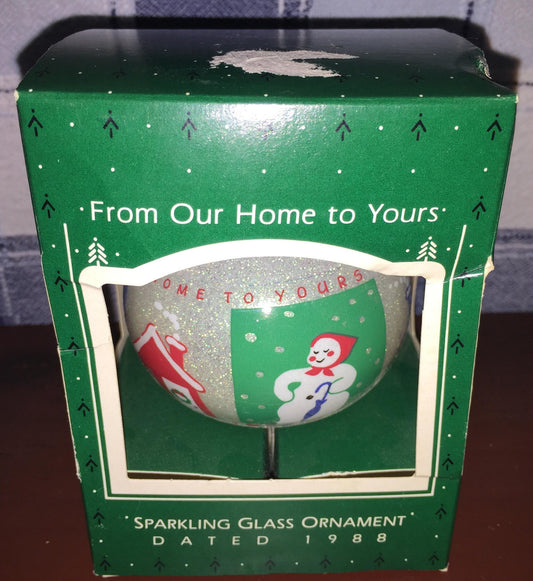 From Our Home to Yours
OME TO YOURS
SPARKLING GLASS ORNAMENT
DATED 1988